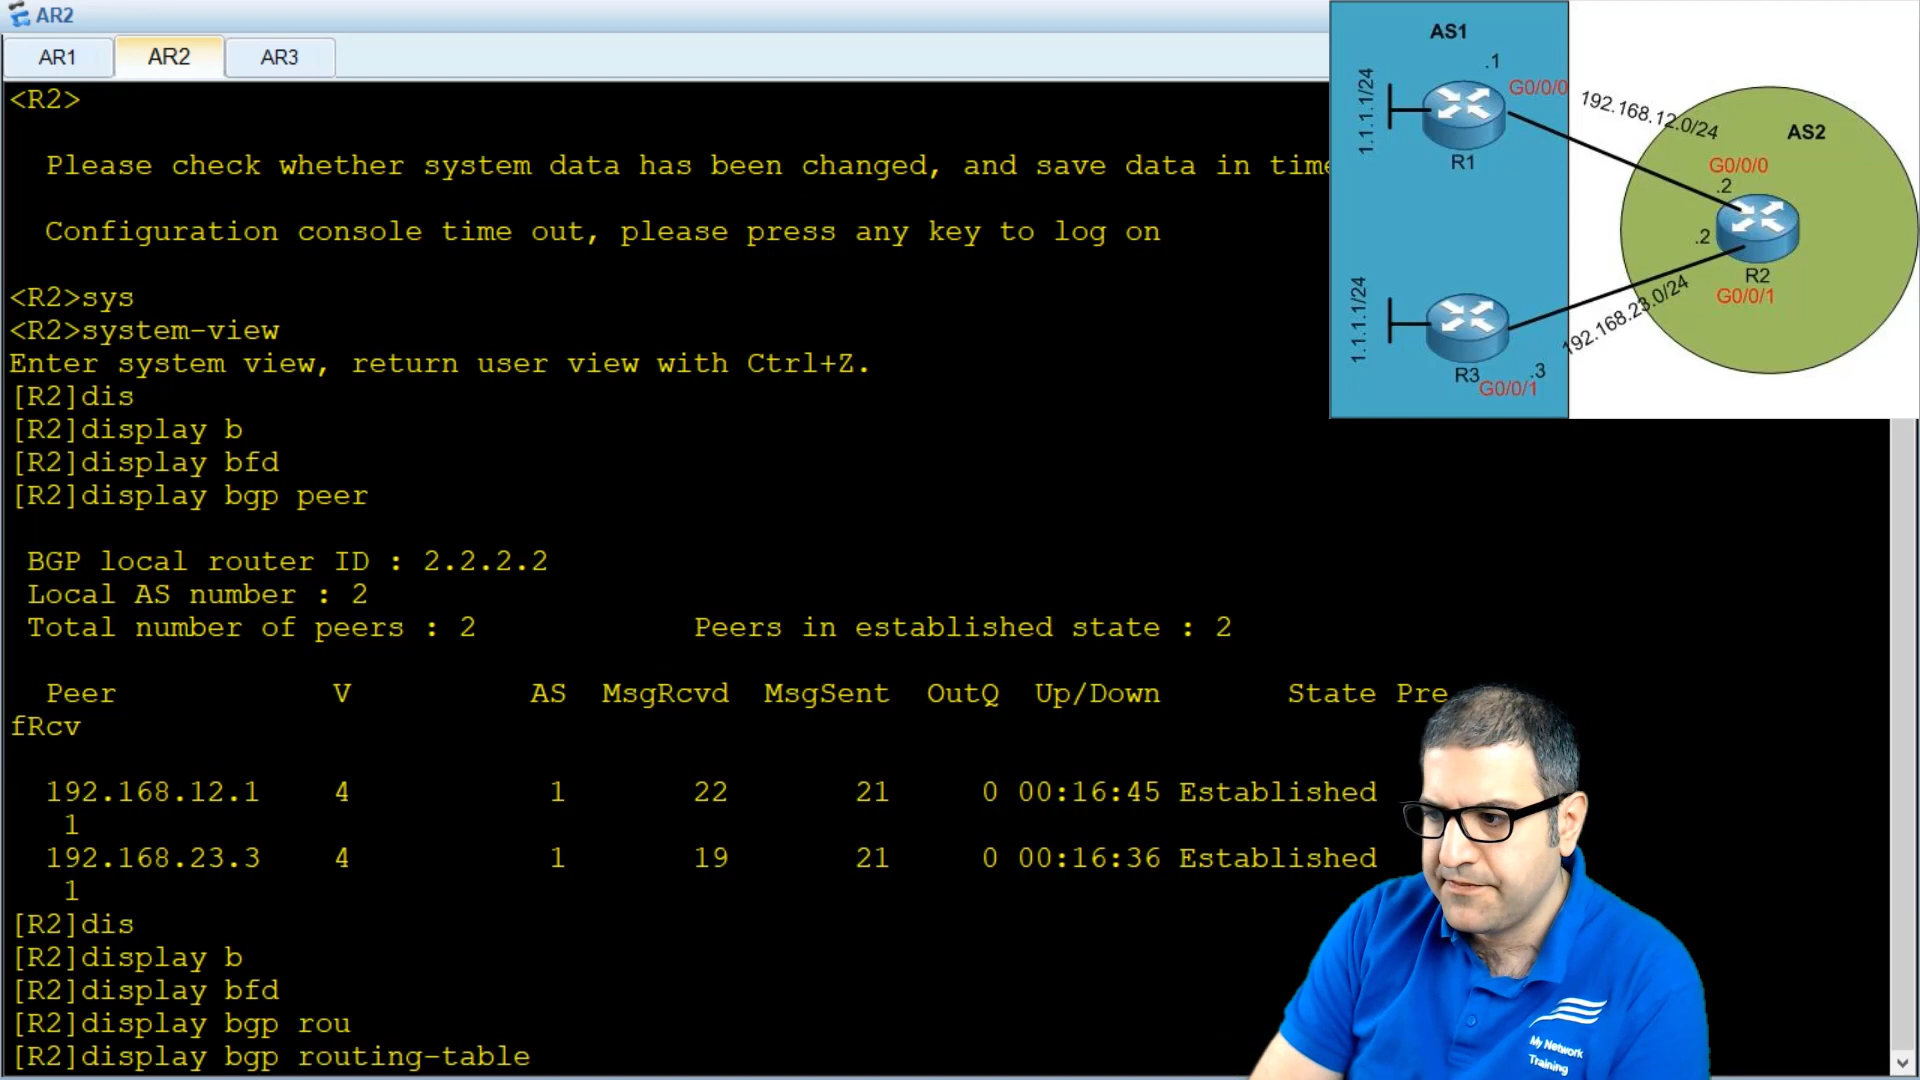 AR2
AR1
AR2
AR3
<R2>
Please check whether system data has been changed, and save data in time
Configuration console time out, please press any key to log on
<R2>sys
<R2>system-view
Enter system view, return user view with Ctrl+Z.
[R2]dis
[R2]display b
[R2]display bfd
[R2]display bgp peer
BGP local router ID : 2.2.2.2
Local AS number : 2
Total number of peers : 2 Peers in established state : 2
Peer V AS MsgRcvd MsgSent OutQ Up/Down State Pre
fRcv
192.168.12.1 4 1 22 21 0 00:16:45 Established
1
192.168.23.3 4 1 19 21 0 00:16:36 Established
1
[R2]dis
[R2]display b
[R2]display bfd
[R2]display bgp rou
[R2]display bgp routing-table
AS1
.1
G0/0/0
1.1.1.1/24
R1
192.168.12.0/24
AS2
G0/0/0
.2
.2
R2
G0/0/1
192.168.23.0/24
1.1.1.1/24
R3
.3
G0/0/1
My Network
Training